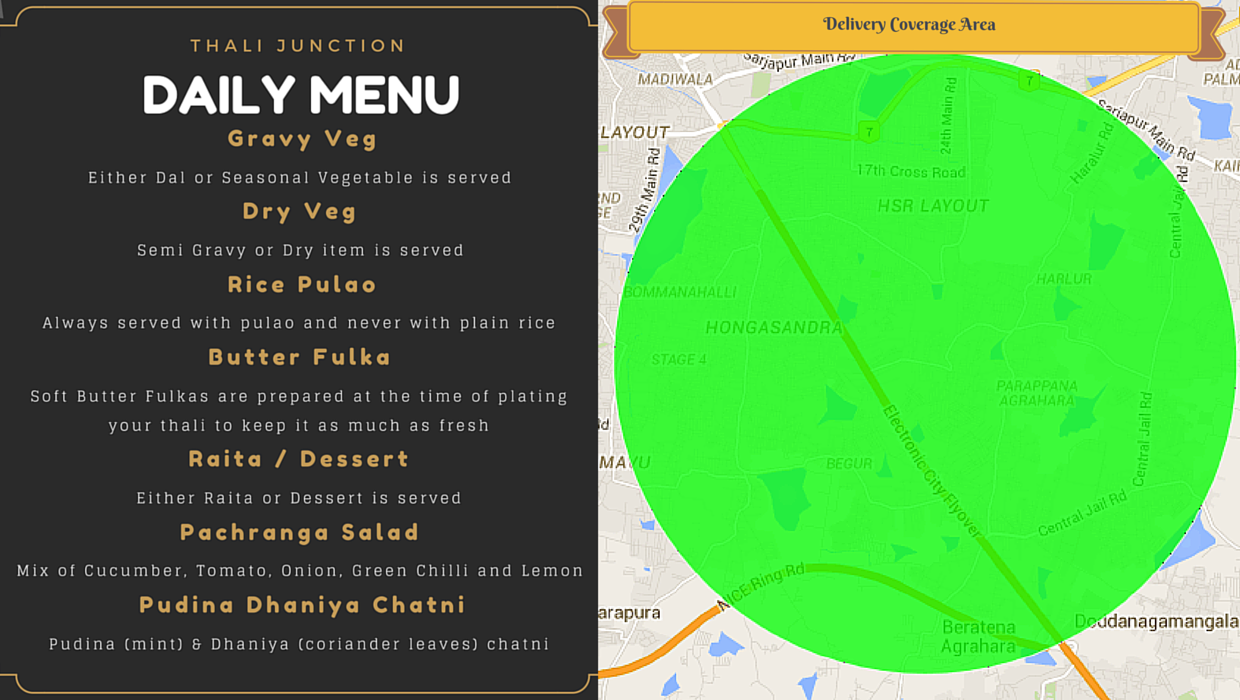 THALI JUNCTION
DAILY MENU
Gravy Veg
Either Dal or Seasonal Vegetable is served
Dry Veg
Semi Gravy or Dry item is served
Rice Pulao
Always served with pulao and never with plain rice
Butter Fulka
Soft Butter Fulkas are prepared at the time of plating
your thali to keep it as much as fresh
Raita / Dessert
Either Raita or Dessert is served
Pachranga Salad
Mix of Cucumber, Tomato, Onion, Green Chilli and Lemon
Pudina Dhaniya Chatni
Pudina (mint) & Dhaniya (coriander leaves) chatni
Delivery Coverage Area
Sarjapur Main Rd
MADIWALA
7
AD
PALM
LAYOUT
7
24th Main Rd
Sarjapur Main Rd
Haralur Rd
KAI
29th Main Rd
17th Cross Road
ND
GE
HSR LAYOUT
Central Jail Rd
BOMMANAHALLI
HARLUR
HONGASANDRA
STAGE 4
PARAPPANA
AGRAHARA
Rd
Central Jail Rd
Electronic City Flyover
MAVU
BEGUR
Central Jail Rd
NICE Ring Rd
arapura
Beratena
Agrahara
Doddanagamangala